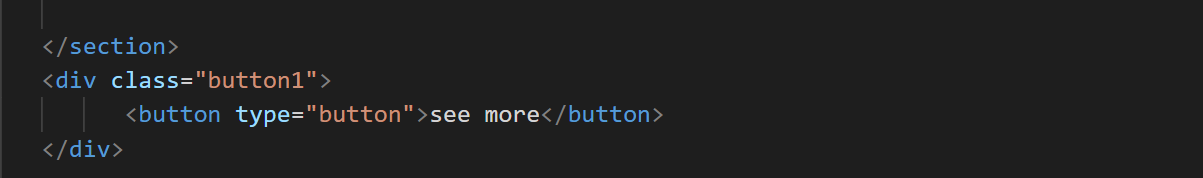 </section>
<div class="button1">
<button type="button">see more</button>
</div>